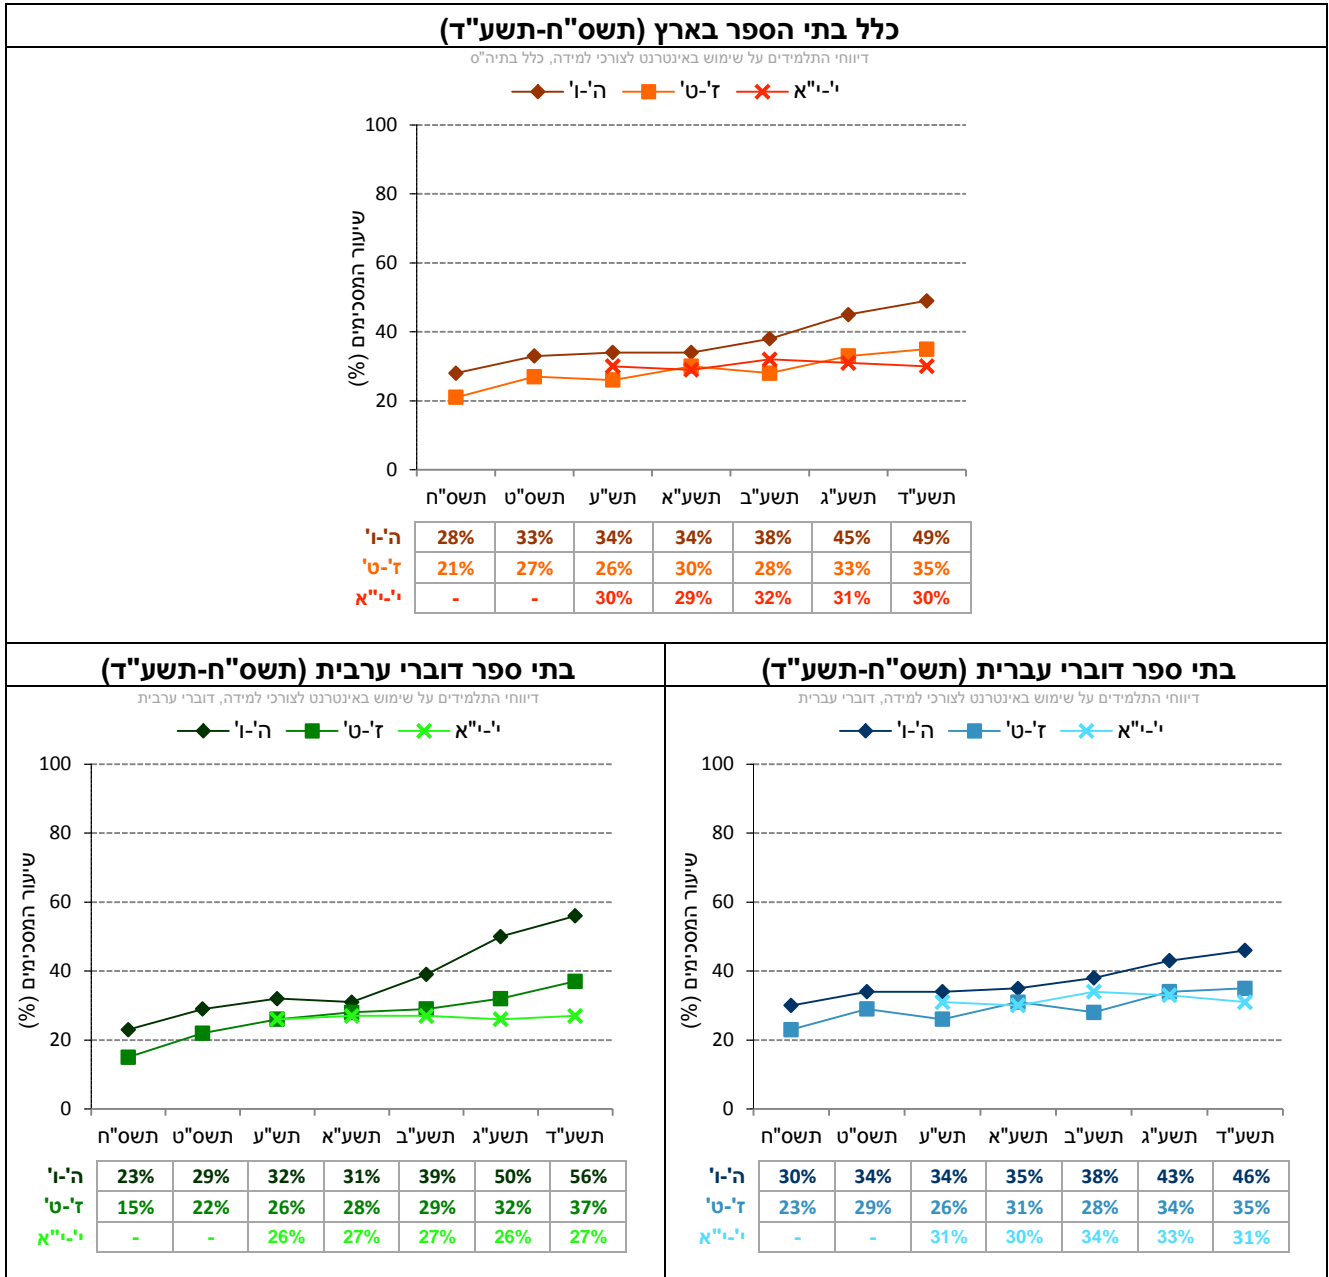 כלל בתי הספר בארץ (תשס"ח-תשע"ד)
דיווחי התלמידים על שימוש באינטרנט לצורכי למידה, כלל בתיה"ס
ה'-ו' ז'-ט' י'-י"א
שיעור המסכימים (%)
100
80
60
40
20
0
תשס"ח תשס"ט תש"ע תשע"א תשע"ב תשע"ג תשע"ד
ה'-ו' 28% 33% 34% 34% 38% 45% 49%
ז'-ט' 21% 27% 26% 30% 28% 33% 35%
י'-י"א - - 30% 29% 32% 31% 30%
בתי ספר דוברי עברית (תשס"ח-תשע"ד)
דיווחי התלמידים על שימוש באינטרנט לצורכי למידה, דוברי עברית
ה'-ו' ז'-ט' י'-י"א
שיעור המסכימים (%)
100
80
60
40
20
0
תשס"ח תשס"ט תש"ע תשע"א תשע"ב תשע"ג תשע"ד
ה'-ו' 30% 34% 34% 35% 38% 43% 46%
ז'-ט' 23% 29% 26% 31% 28% 34% 35%
י'-י"א - - 31% 30% 34% 33% 31%
בתי ספר דוברי ערבית (תשס"ח-תשע"ד)
דיווחי התלמידים על שימוש באינטרנט לצורכי למידה, דוברי ערבית
ה'-ו' ז'-ט' י'-י"א
שיעור המסכימים (%)
100
80
60
40
20
0
תשס"ח תשס"ט תש"ע תשע"א תשע"ב תשע"ג תשע"ד
ה'-ו' 23% 29% 32% 31% 39% 50% 56%
ז'-ט' 15% 22% 26% 28% 29% 32% 37%
י'-י"א - - 26% 27% 27% 26% 27%